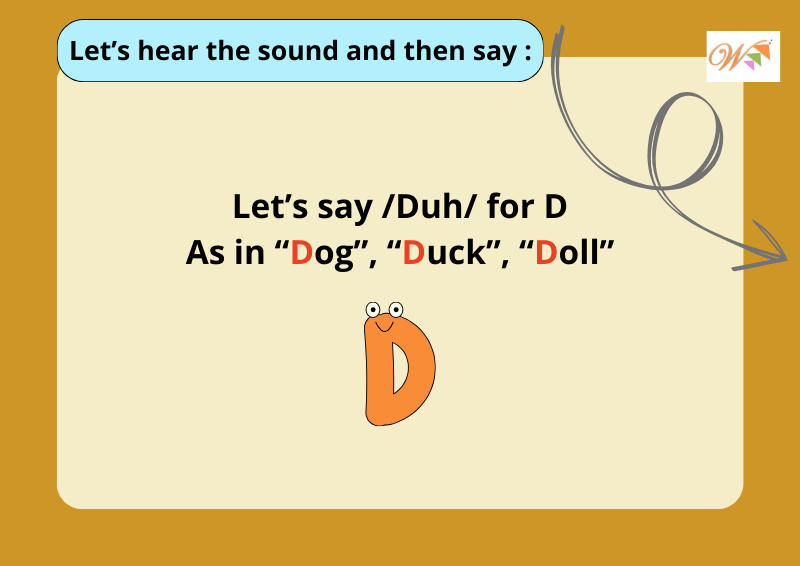 Let’s hear the sound and then say :
W
Let’s say /Duh/ for D
As in “Dog”, “Duck”, “Doll”
D